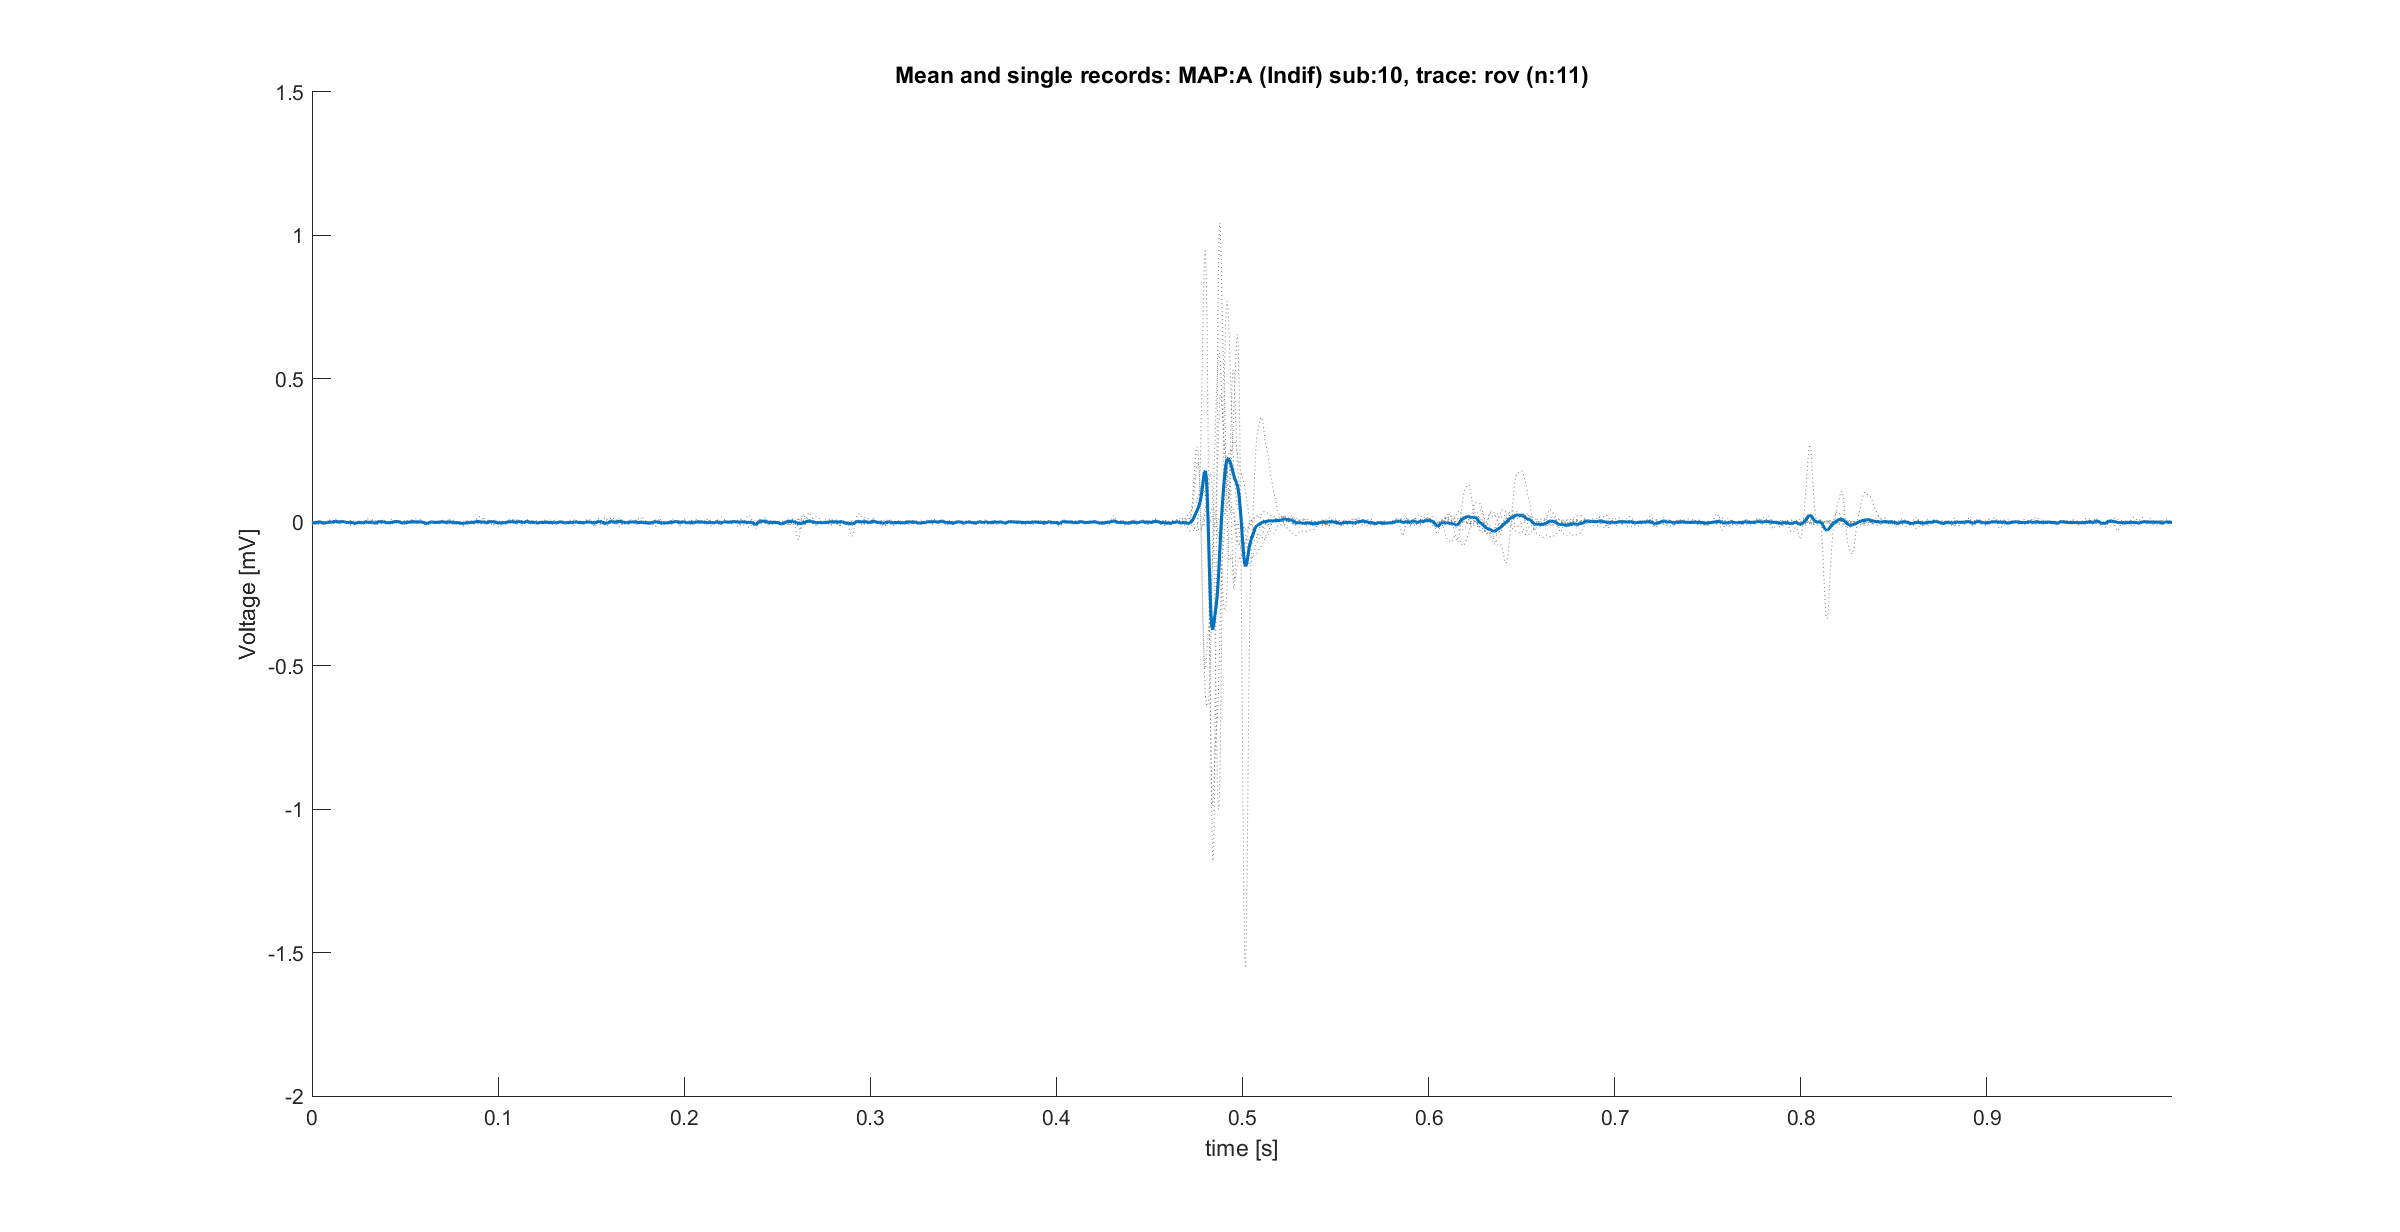 Mean and single records: MAP:A (Indif) sub:10, trace: rov (n:11)
1.5
1
0.5
0
-0.5
-1
-1.5
-2
Voltage [mV]
0 0.1 0.2 0.3 0.4 0.5 0.6 0.7 0.8 0.9
time [s]